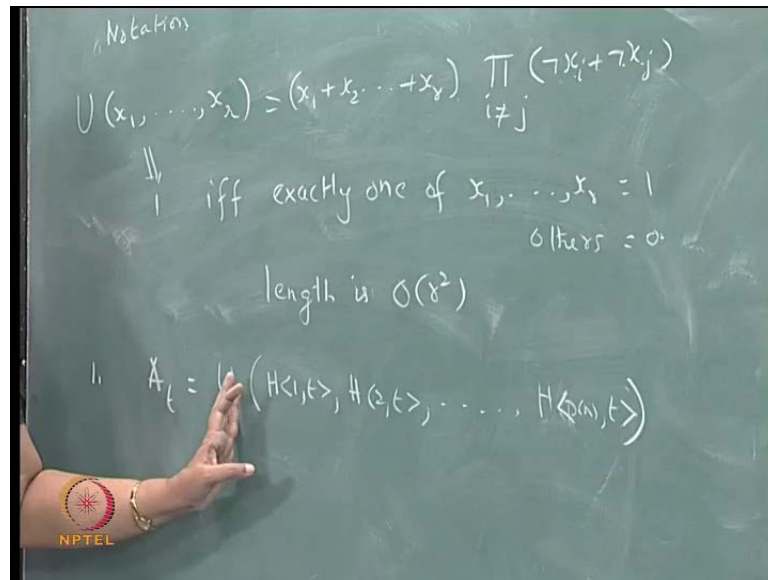 Notation
U(x₁, ....., xᵣ) = (x₁ + x₂ ... + xᵣ) ∏ (¬xᵢ + ¬xⱼ)
i ≠ j
||
1 iff exactly one of x₁, . . ., xᵣ = 1
others = 0.
length is O(r²)
1. Aₜ = U (H<1,t>, H(2,t>, ....., H<p(n),t>)
NPTEL